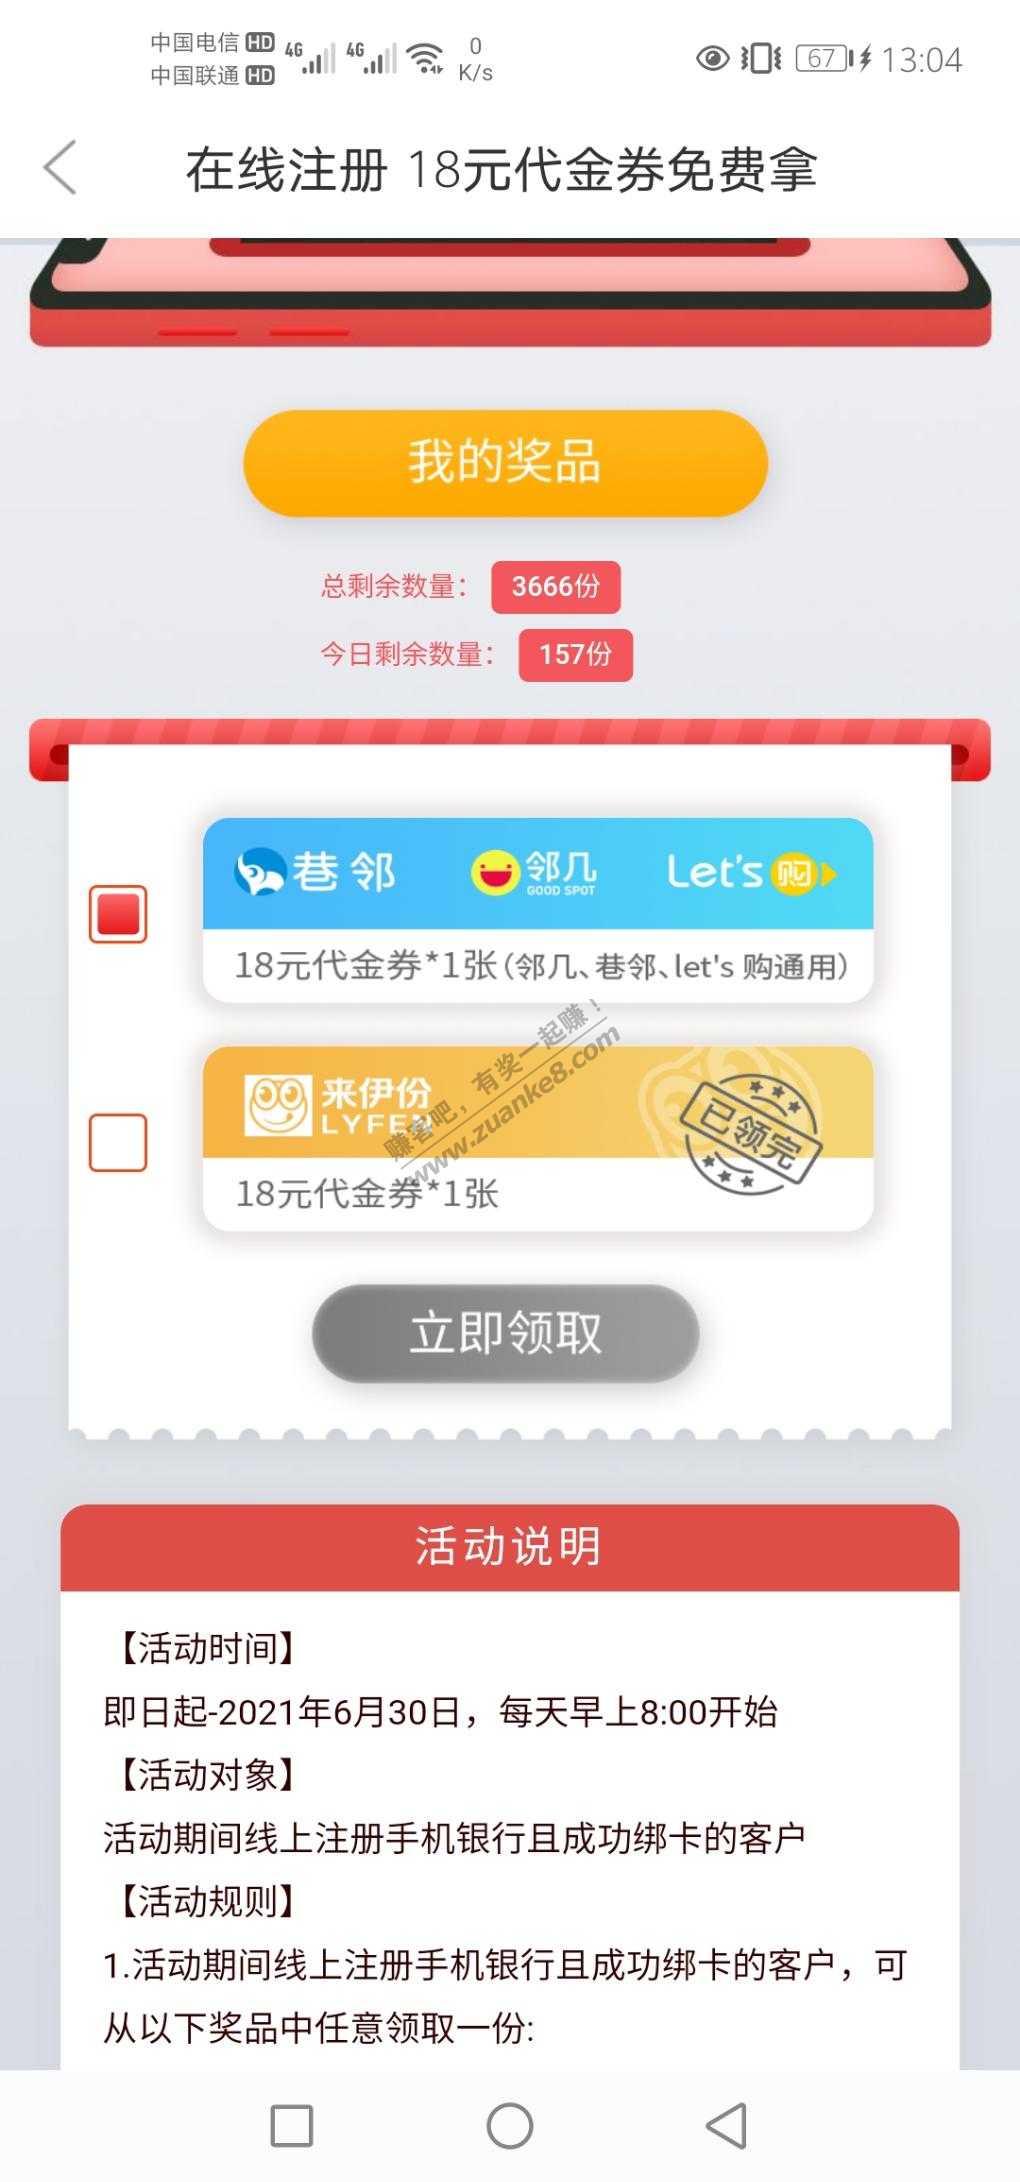 中国电信 HD 4G 4G 0 67 13:04
中国联通 HD K/s
在线注册 18元代金券免费拿
我的奖品
总剩余数量： 3666份
今日剩余数量： 157份
巷邻 邻几 GOOD SPOT Let's 购
18元代金券*1张(邻几、巷邻、let's 购通用)
赚客吧，有奖一起赚！
www.zuanke8.com
来伊份
LYFEN
已领完
18元代金券*1张
立即领取
活动说明
【活动时间】
即日起-2021年6月30日，每天早上8:00开始
【活动对象】
活动期间线上注册手机银行且成功绑卡的客户
【活动规则】
1.活动期间线上注册手机银行且成功绑卡的客户，可
从以下奖品中任意领取一份: